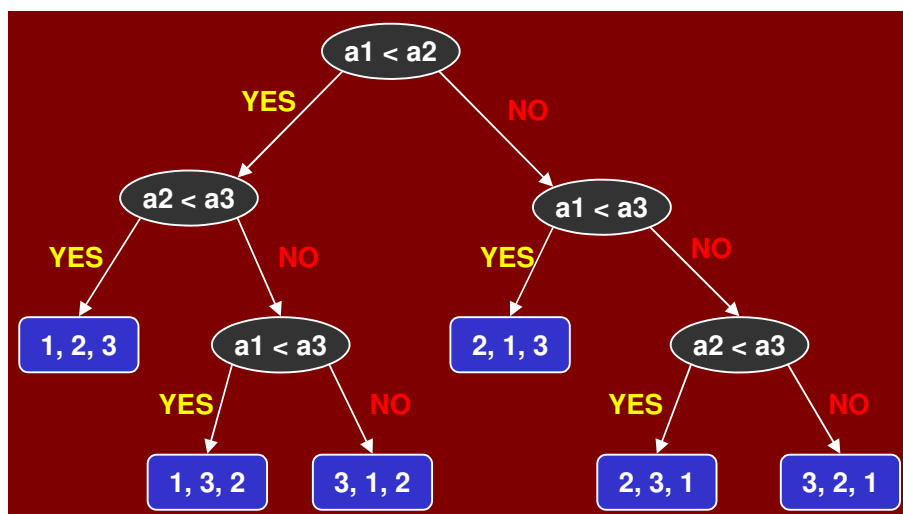 a1 < a2
YES
NO
a2 < a3
a1 < a3
YES
NO
YES
NO
1, 2, 3
a1 < a3
2, 1, 3
a2 < a3
YES
NO
YES
NO
1, 3, 2
3, 1, 2
2, 3, 1
3, 2, 1